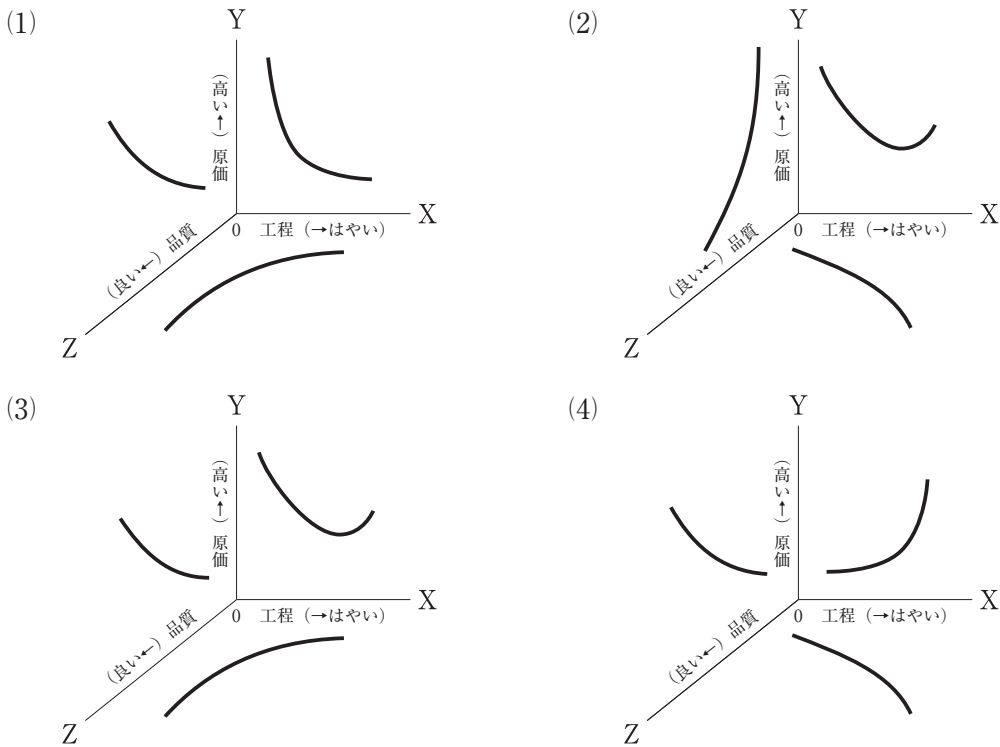 (1)
Y
(高い←) 原価
X
0 工程 (→はやい)
(良い←) 品質
Z
(2)
Y
(高い←) 原価
X
0 工程 (→はやい)
(良い←) 品質
Z
(3)
Y
(高い←) 原価
X
0 工程 (→はやい)
(良い←) 品質
Z
(4)
Y
(高い←) 原価
X
0 工程 (→はやい)
(良い←) 品質
Z